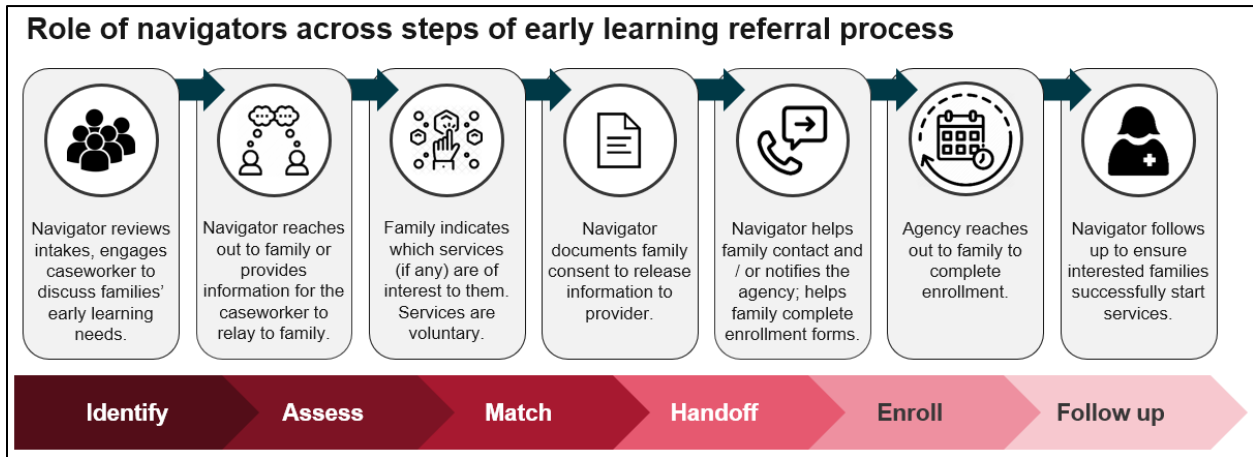 Role of navigators across steps of early learning referral process
Navigator reviews
intakes, engages
caseworker to
discuss families’
early learning
needs.
Navigator reaches
out to family or
provides
information for the
caseworker to
relay to family.
Family indicates
which services
(if any) are of
interest to them.
Services are
voluntary.
Navigator
documents family
consent to release
information to
provider.
Navigator helps
family contact and
/ or notifies the
agency; helps
family complete
enrollment forms.
Agency reaches
out to family to
complete
enrollment.
Navigator follows
up to ensure
interested families
successfully start
services.
Identify
Assess
Match
Handoff
Enroll
Follow up